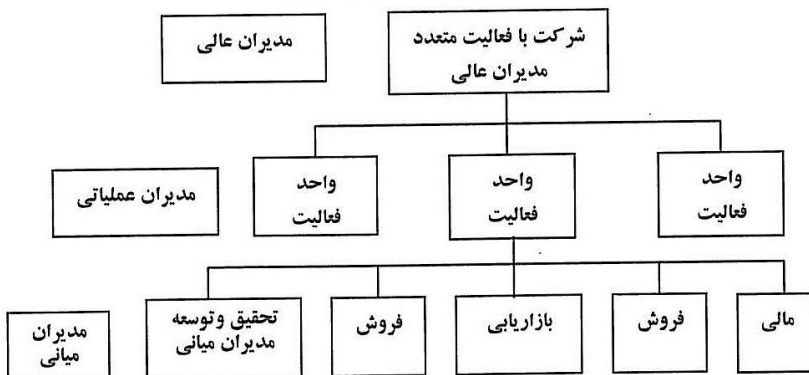 شرکت با فعالیت متعدد
مدیران عالی
مدیران عالی
واحد
فعالیت
واحد
فعالیت
واحد
فعالیت
مدیران عملیاتی
مالی
فروش
بازاریابی
فروش
تحقیق وتوسعه
مدیران میانی
مدیران
میانی